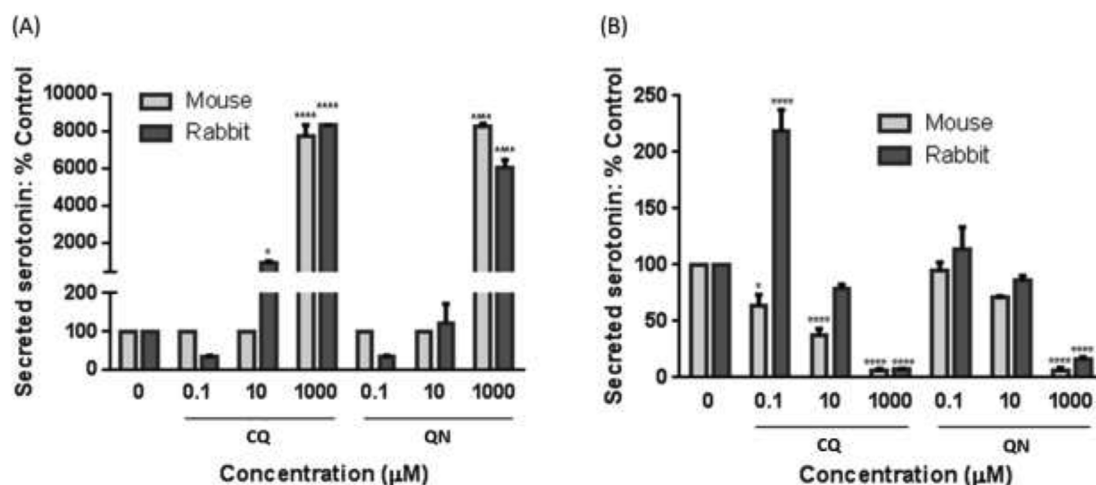 (A)
Secreted serotonin: % Control
10000
8000
6000
4000
2000
200
100
0
Mouse
Rabbit
*
**** ****
**** ****
0 0.1 10 1000 0.1 10 1000
CQ QN
Concentration (µM)
(B)
Secreted serotonin: % Control
250
200
150
100
50
0
Mouse
Rabbit
****
*
****
**** ****
**** ****
0 0.1 10 1000 0.1 10 1000
CQ QN
Concentration (µM)